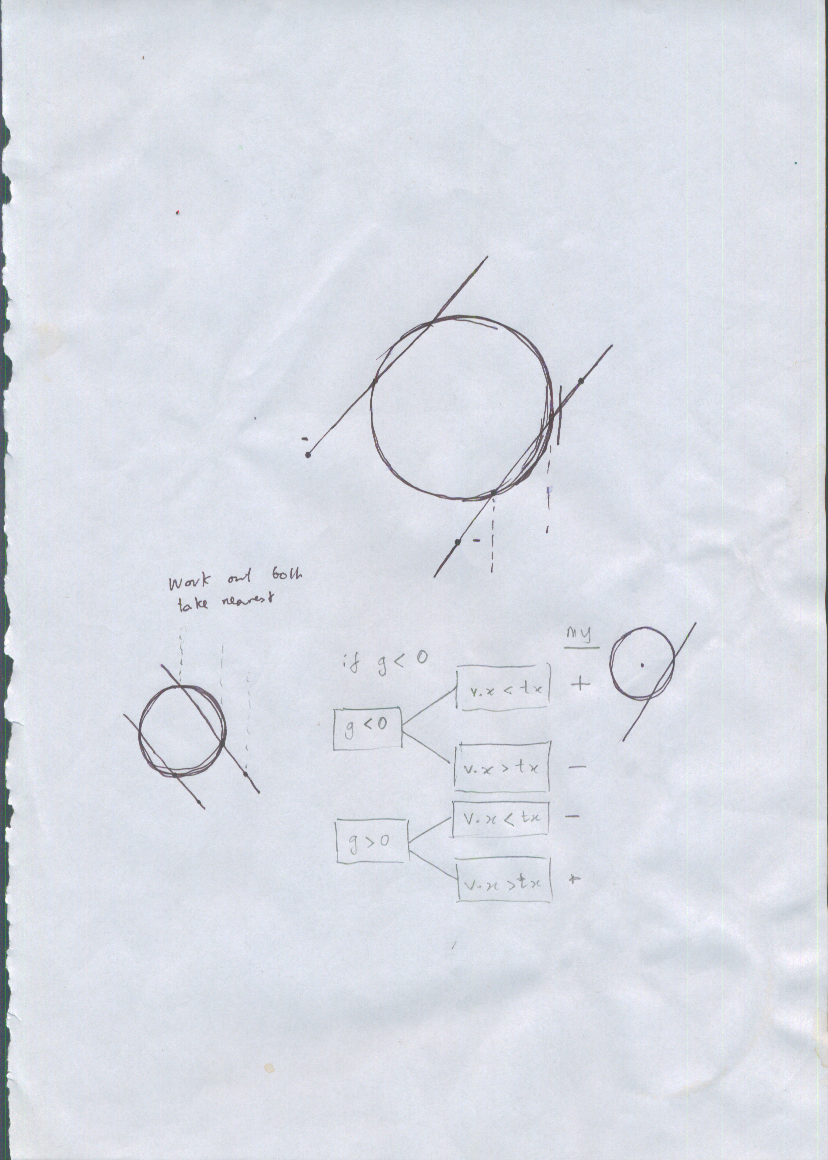 -
-
Work out both
take nearest
my
if g < 0
v.x < tx +
g < 0
v.x > tx -
v.x < tx -
g > 0
v.x > tx +